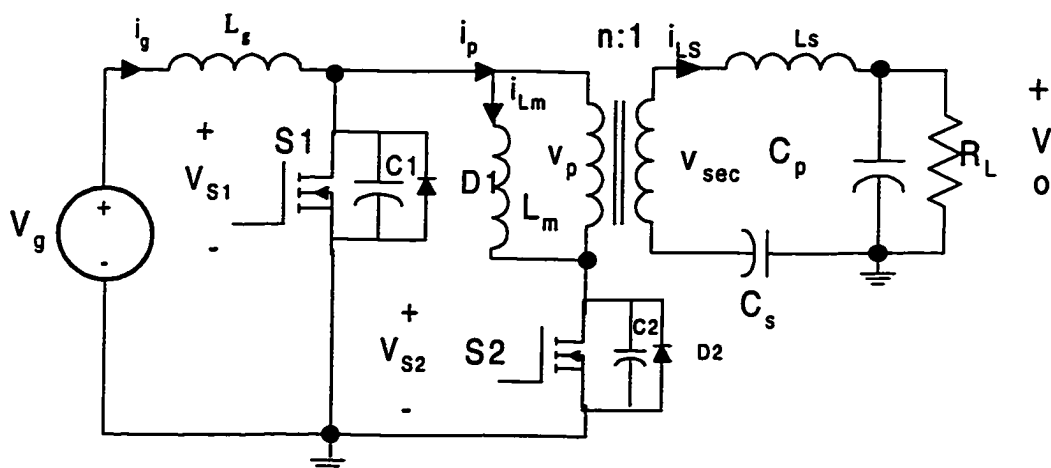 i_g
L_g
i_p
n:1
i_LS
Ls
i_Lm
+
S1
V_S1
C1
D1
L_m
v_p
v_sec
C_p
R_L
+
V
o
V_g
+
-
-
C_s
+
V_S2
S2
C2
D2
-